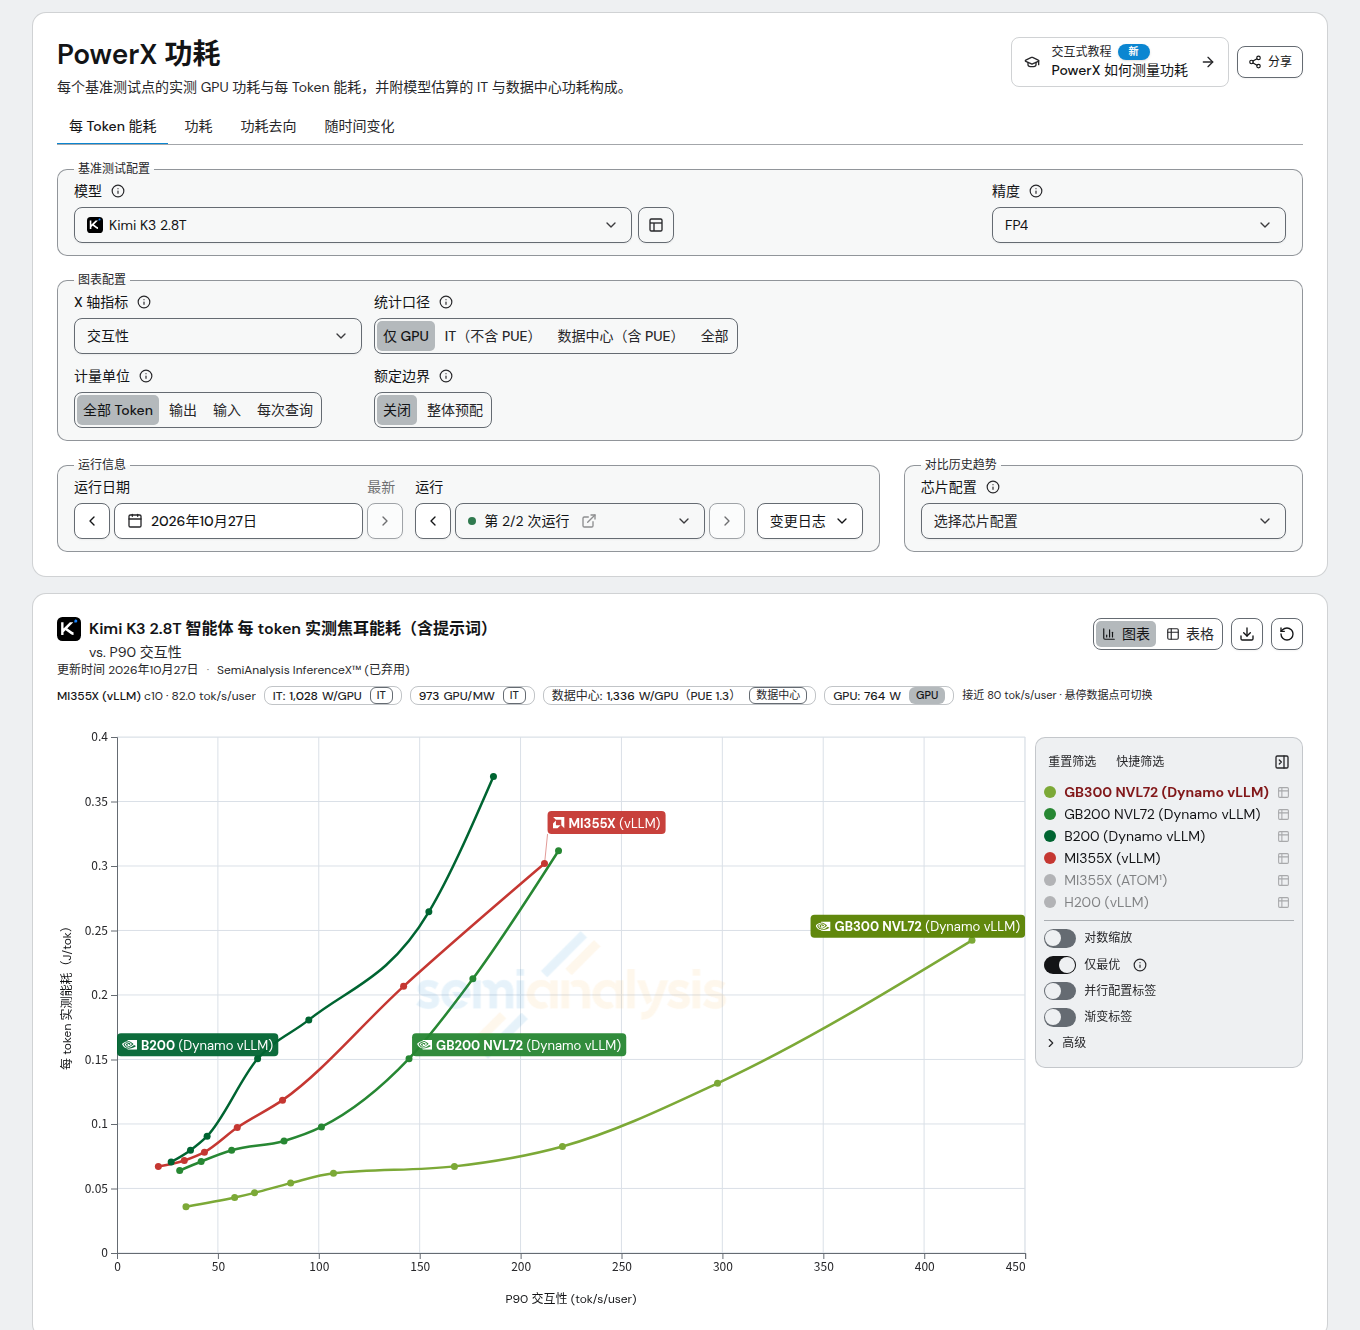 PowerX 功耗
每个基准测试点的实测 GPU 功耗与每 Token 能耗，并附模型估算的 IT 与数据中心功耗构成。
交互式教程 新
PowerX 如何测量功耗
分享
每 Token 能耗 功耗 功耗去向 随时间变化
基准测试配置
模型 精度
Kimi K3 2.8T FP4
图表配置
X 轴指标 统计口径
交互性 仅 GPU IT（不含 PUE） 数据中心（含 PUE） 全部
计量单位 额定边界
全部 Token 输出 输入 每次查询 关闭 整体预配
运行信息 对比历史趋势
运行日期 最新 运行 芯片配置
2026年10月27日 第 2/2 次运行 变更日志 选择芯片配置
Kimi K3 2.8T 智能体 每 token 实测焦耳能耗（含提示词）
vs. P90 交互性
更新时间 2026年10月27日 · SemiAnalysis InferenceX™ (已弃用)
图表 表格
MI355X (vLLM) c10 · 82.0 tok/s/user IT: 1,028 W/GPU IT 973 GPU/MW IT 数据中心: 1,336 W/GPU（PUE 1.3） 数据中心 GPU: 764 W GPU 接近 80 tok/s/user · 悬停数据点可切换
0.4
0.35
0.3
0.25
0.2
0.15
0.1
0.05
0
每 token 实测能耗（J/tok）
MI355X (vLLM)
GB300 NVL72 (Dynamo vLLM)
semianalysis
B200 (Dynamo vLLM)
GB200 NVL72 (Dynamo vLLM)
0 50 100 150 200 250 300 350 400 450
P90 交互性 (tok/s/user)
重置筛选 快捷筛选
GB300 NVL72 (Dynamo vLLM)
GB200 NVL72 (Dynamo vLLM)
B200 (Dynamo vLLM)
MI355X (vLLM)
MI355X (ATOM¹)
H200 (vLLM)
对数缩放
仅最优
并行配置标签
渐变标签
高级